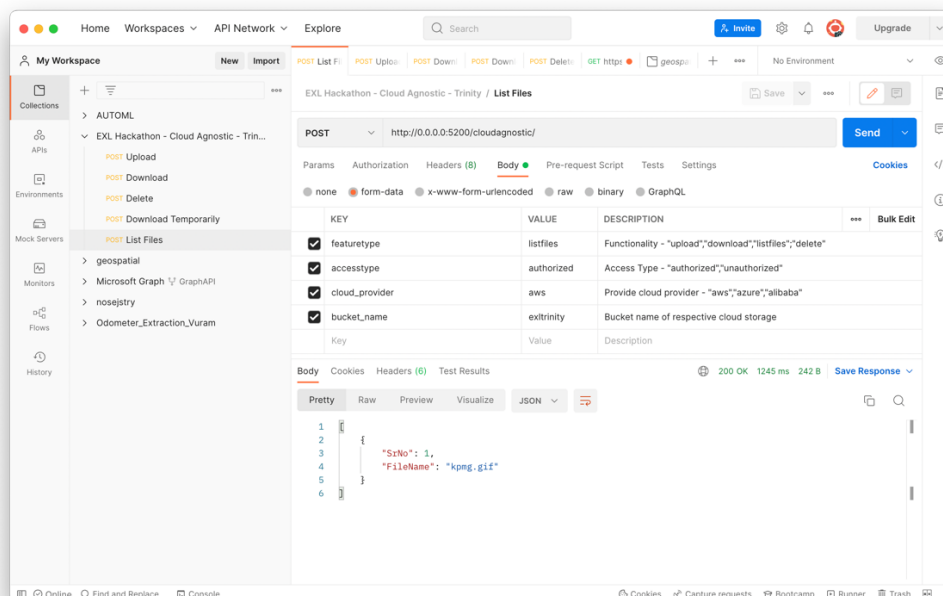 Home Workspaces API Network Explore Search Invite Upgrade
My Workspace New Import
POST List Fi POST Uploa POST Down POST Down POST Delete GET https geospa No Environment
Collections
APIs
Environments
Mock Servers
Monitors
Flows
History
AUTOML
EXL Hackathon - Cloud Agnostic - Trin...
POST Upload
POST Download
POST Delete
POST Download Temporarily
POST List Files
geospatial
Microsoft Graph GraphAPI
nosejstry
Odometer_Extraction_Vuram
EXL Hackathon - Cloud Agnostic - Trinity / List Files Save
POST http://0.0.0.0:5200/cloudagnostic/ Send
Params Authorization Headers (8) Body Pre-request Script Tests Settings Cookies
none form-data x-www-form-urlencoded raw binary GraphQL
KEY VALUE DESCRIPTION Bulk Edit
featuretype listfiles Functionality - "upload","download","listfiles";"delete"
accesstype authorized Access Type - "authorized","unauthorized"
cloud_provider aws Provide cloud provider - "aws","azure","alibaba"
bucket_name exltrinity Bucket name of respective cloud storage
Key Value Description
Body Cookies Headers (6) Test Results 200 OK 1245 ms 242 B Save Response
Pretty Raw Preview Visualize JSON
1 [
2 {
3 "SrNo": 1,
4 "FileName": "kpmg.gif"
5 }
6 ]
Online Find and Replace Console Cookies Capture requests Bootcamp Runner Trash